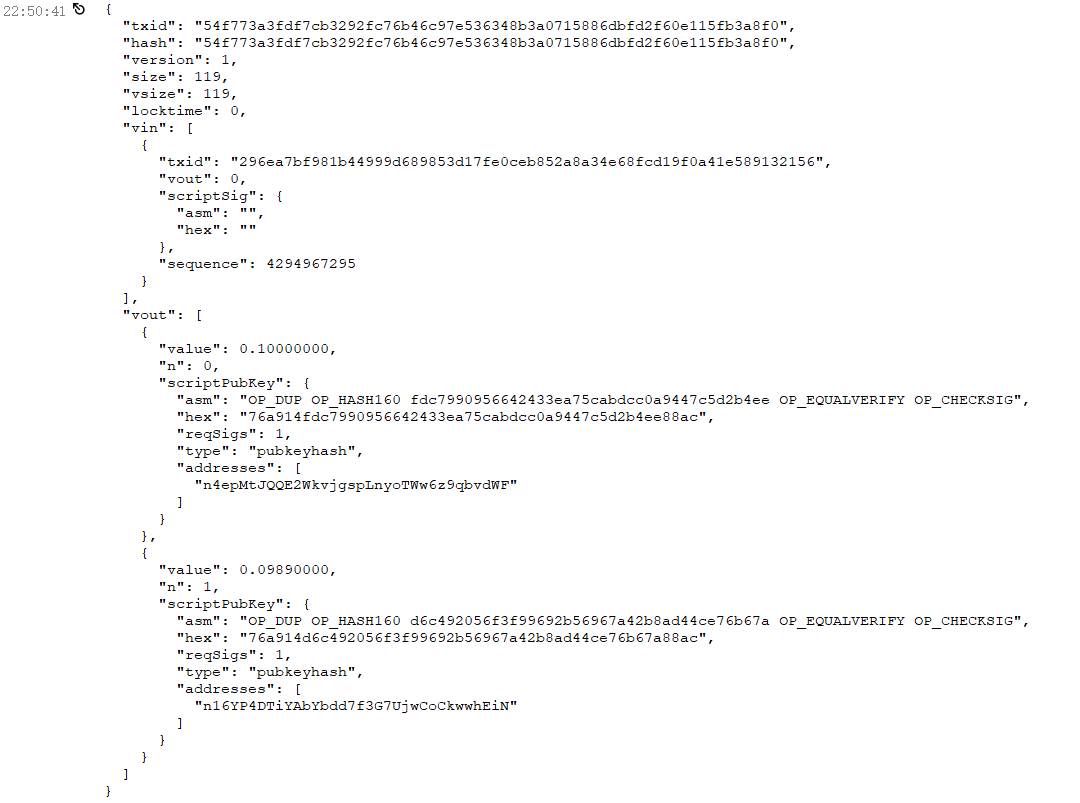 22:50:41 {
"txid": "54f773a3fdf7cb3292fc76b46c97e536348b3a0715886dbfd2f60e115fb3a8f0",
"hash": "54f773a3fdf7cb3292fc76b46c97e536348b3a0715886dbfd2f60e115fb3a8f0",
"version": 1,
"size": 119,
"vsize": 119,
"locktime": 0,
"vin": [
{
"txid": "296ea7bf981b44999d689853d17fe0ceb852a8a34e68fcd19f0a41e589132156",
"vout": 0,
"scriptSig": {
"asm": "",
"hex": ""
},
"sequence": 4294967295
}
],
"vout": [
{
"value": 0.10000000,
"n": 0,
"scriptPubKey": {
"asm": "OP_DUP OP_HASH160 fdc7990956642433ea75cabdcc0a9447c5d2b4ee OP_EQUALVERIFY OP_CHECKSIG",
"hex": "76a914fdc7990956642433ea75cabdcc0a9447c5d2b4ee88ac",
"reqSigs": 1,
"type": "pubkeyhash",
"addresses": [
"n4epMtJQQE2WkvjgspLnyoTWw6z9qbvdWF"
]
}
},
{
"value": 0.09890000,
"n": 1,
"scriptPubKey": {
"asm": "OP_DUP OP_HASH160 d6c492056f3f99692b56967a42b8ad44ce76b67a OP_EQUALVERIFY OP_CHECKSIG",
"hex": "76a914d6c492056f3f99692b56967a42b8ad44ce76b67a88ac",
"reqSigs": 1,
"type": "pubkeyhash",
"addresses": [
"n16YP4DTiYAbYbdd7f3G7UjwCoCkwwhEiN"
]
}
}
]
}